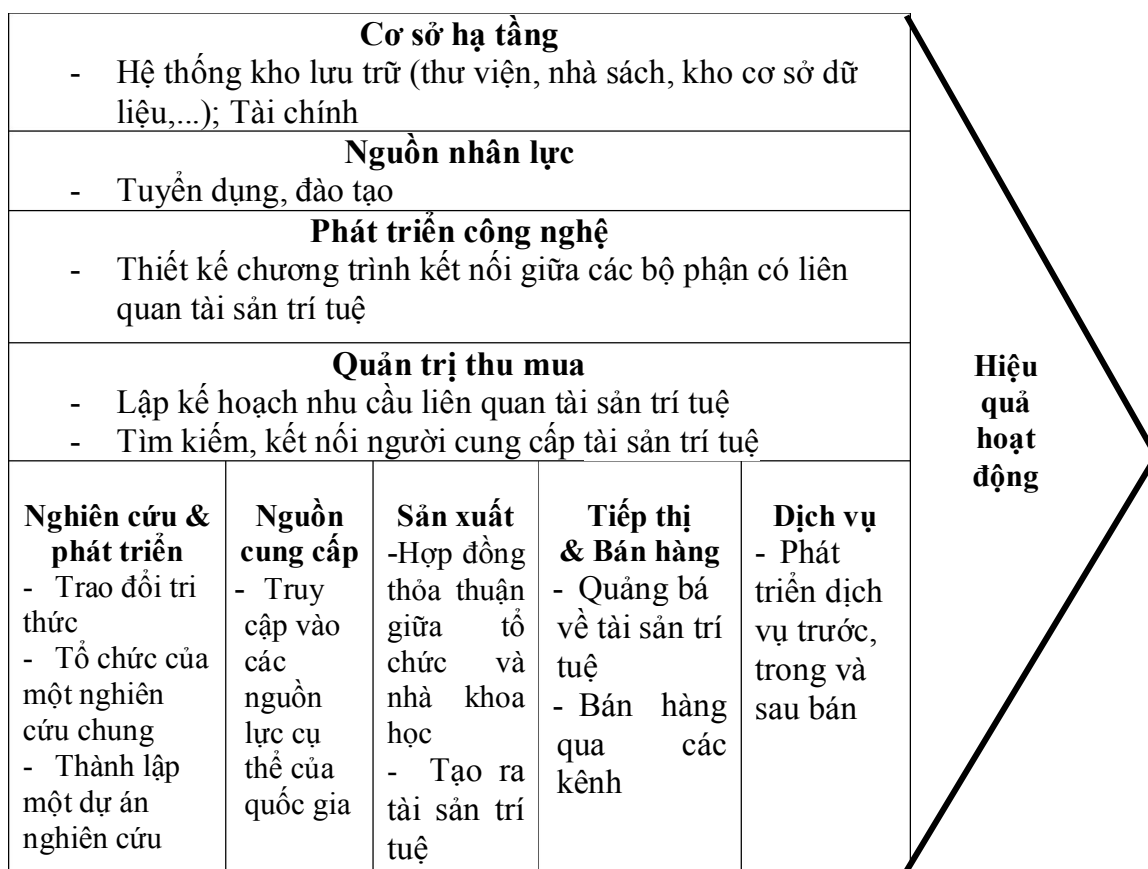 Cơ sở hạ tầng
- Hệ thống kho lưu trữ (thư viện, nhà sách, kho cơ sở dữ
liệu,...); Tài chính
Nguồn nhân lực
- Tuyển dụng, đào tạo
Phát triển công nghệ
- Thiết kế chương trình kết nối giữa các bộ phận có liên
quan tài sản trí tuệ
Quản trị thu mua
- Lập kế hoạch nhu cầu liên quan tài sản trí tuệ
- Tìm kiếm, kết nối người cung cấp tài sản trí tuệ
Nghiên cứu &
phát triển
- Trao đổi tri
thức
- Tổ chức của
một nghiên
cứu chung
- Thành lập
một dự án
nghiên cứu
Nguồn
cung cấp
- Truy
cập vào
các
nguồn
lực cụ
thể của
quốc gia
Sản xuất
-Hợp đồng
thỏa thuận
giữa tổ
chức và
nhà khoa
học
- Tạo ra
tài sản trí
tuệ
Tiếp thị
& Bán hàng
- Quảng bá
về tài sản trí
tuệ
- Bán hàng
qua các
kênh
Dịch vụ
- Phát
triển dịch
vụ trước,
trong và
sau bán
Hiệu
quả
hoạt
động